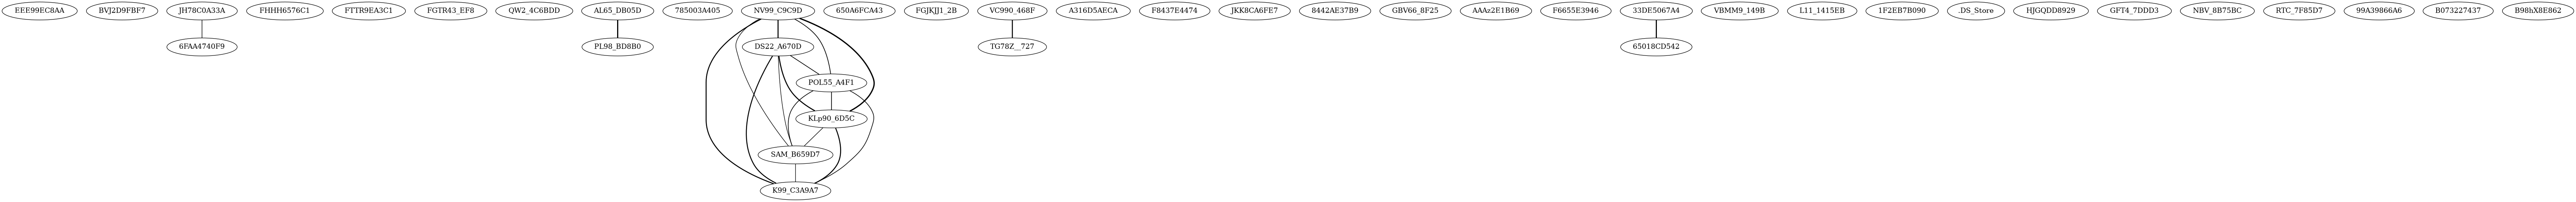 EEE99EC8AA BVJ2D9FBF7 JH78C0A33A FHHH6576C1 FTTR9EA3C1 FGTR43_EF8 QW2_4C6BDD AL65_DB05D 785003A405 NV99_C9C9D 650A6FCA43 FGJKJJ1_2B VC990_468F A316D5AECA F8437E4474 JKK8CA6FE7 8442AE37B9 GBV66_8F25 AAAz2E1B69 F6655E3946 33DE5067A4 VBMM9_149B L11_1415EB 1F2EB7B090 .DS_Store HJGQDD8929 GFT4_7DDD3 NBV_8B75BC RTC_7F85D7 99A39866A6 B073227437 B98hX8E862
6FAA4740F9 PL98_BD8B0 DS22_A670D TG78Z__727 65018CD542
POL55_A4F1
KLp90_6D5C
SAM_B659D7
K99_C3A9A7